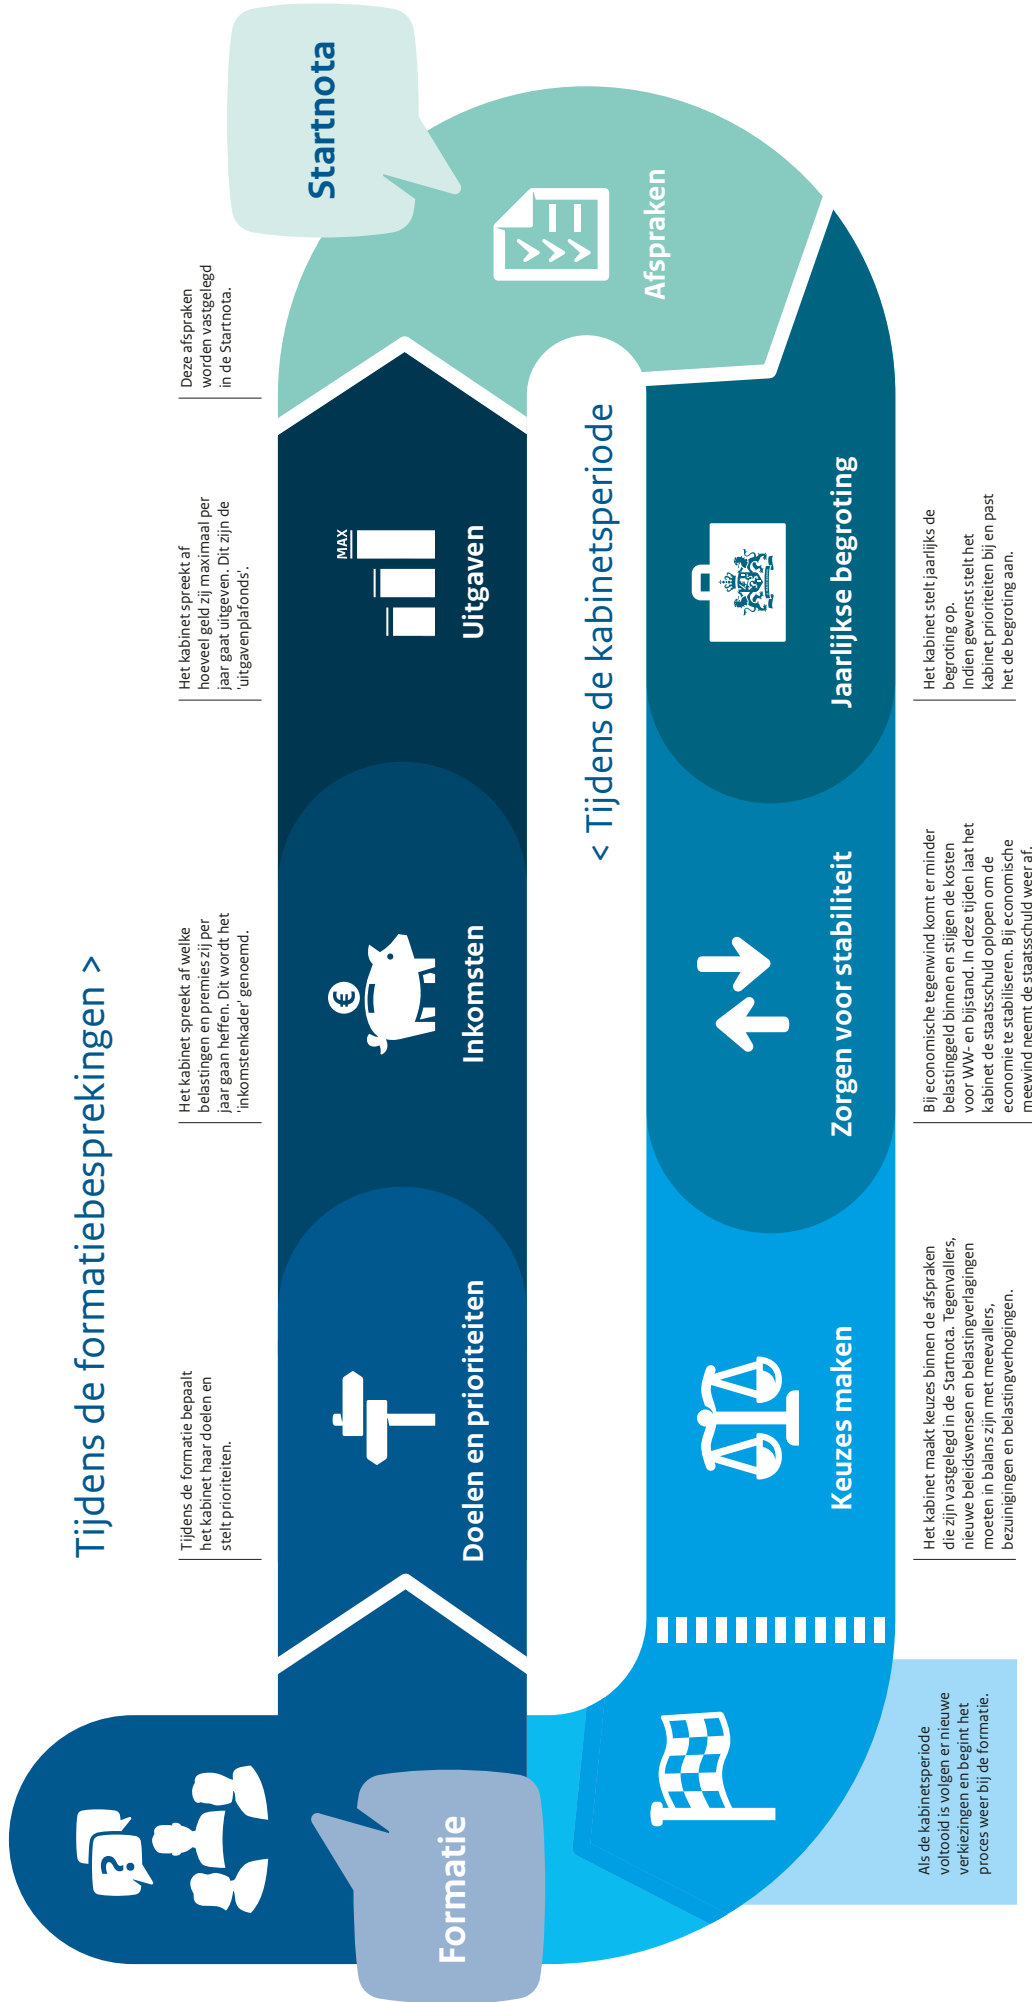 Tijdens de formatiebesprekingen >
Tijdens de formatie bepaalt
het kabinet haar doelen en
stelt prioriteiten.
Het kabinet spreekt af welke
belastingen en premies zij per
jaar gaan heffen. Dit wordt het
'inkomstenkader' genoemd.
Het kabinet spreekt af
hoeveel geld zij maximaal per
jaar gaat uitgeven. Dit zijn de
'uitgavenplafonds'.
Deze afspraken
worden vastgelegd
in de Startnota.
?
Formatie
Doelen en prioriteiten
€
Inkomsten
MAX
Uitgaven
Startnota
Afspraken
< Tijdens de kabinetsperiode
Jaarlijkse begroting
Zorgen voor stabiliteit
Keuzes maken
Het kabinet stelt jaarlijks de
begroting op.
Indien gewenst stelt het
kabinet prioriteiten bij en past
het de begroting aan.
Bij economische tegenwind komt er minder
belastinggeld binnen en stijgen de kosten
voor WW- en bijstand. In deze tijden laat het
kabinet de staatsschuld oplopen om de
economie te stabiliseren. Bij economische
meewind neemt de staatsschuld weer af.
Het kabinet maakt keuzes binnen de afspraken
die zijn vastgelegd in de Startnota. Tegenvallers,
nieuwe beleidswensen en belastingverlagingen
moeten in balans zijn met meevallers,
bezuinigingen en belastingverhogingen.
Als de kabinetsperiode
voltooid is volgen er nieuwe
verkiezingen en begint het
proces weer bij de formatie.